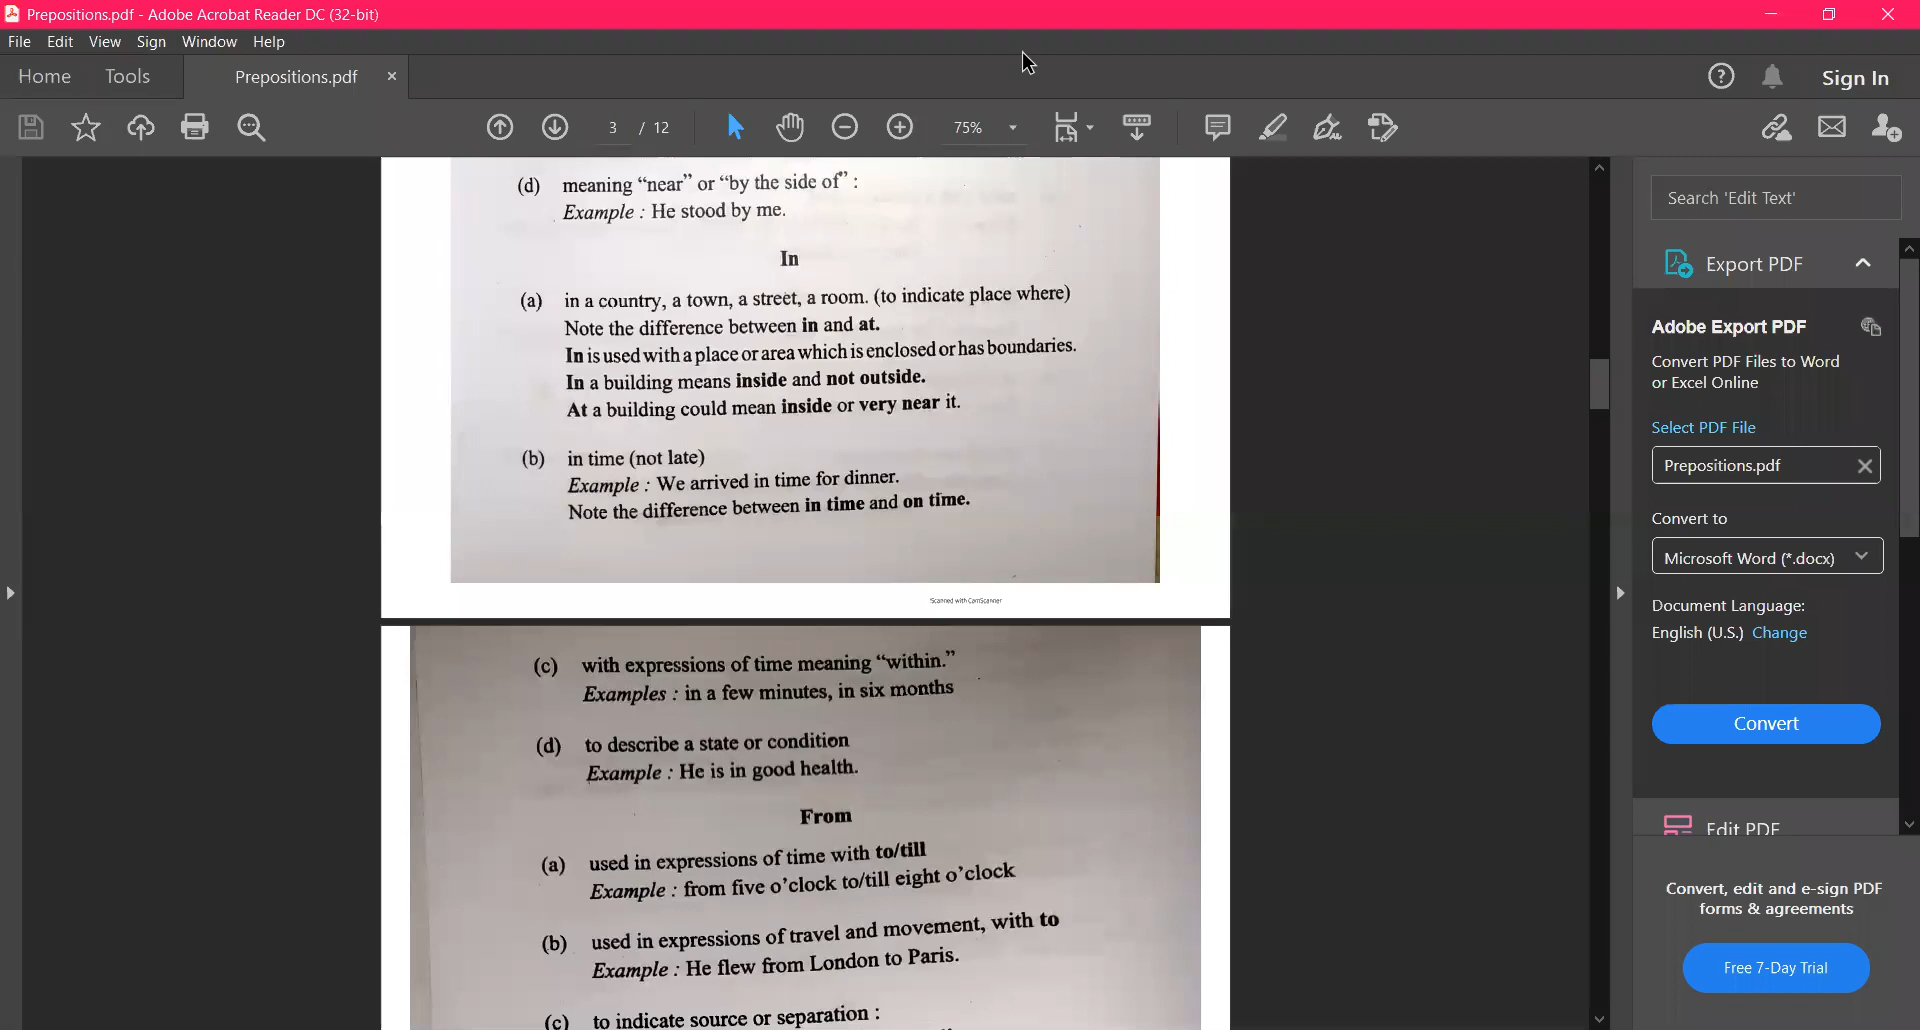 Prepositions.pdf - Adobe Acrobat Reader DC (32-bit)
File Edit View Sign Window Help
Home Tools Prepositions.pdf Sign In
3 / 12 75%
(d) meaning “near” or “by the side of” :
Example : He stood by me.
In
(a) in a country, a town, a street, a room. (to indicate place where)
Note the difference between in and at.
In is used with a place or area which is enclosed or has boundaries.
In a building means inside and not outside.
At a building could mean inside or very near it.
(b) in time (not late)
Example : We arrived in time for dinner.
Note the difference between in time and on time.
Scanned with CamScanner
(c) with expressions of time meaning “within.”
Examples : in a few minutes, in six months
(d) to describe a state or condition
Example : He is in good health.
From
(a) used in expressions of time with to/till
Example : from five o’clock to/till eight o’clock
(b) used in expressions of travel and movement, with to
Example : He flew from London to Paris.
(c) to indicate source or separation :
Search 'Edit Text'
Export PDF
Adobe Export PDF
Convert PDF Files to Word
or Excel Online
Select PDF File
Prepositions.pdf
Convert to
Microsoft Word (*.docx)
Document Language:
English (U.S.) Change
Convert
Edit PDF
Convert, edit and e-sign PDF
forms & agreements
Free 7-Day Trial